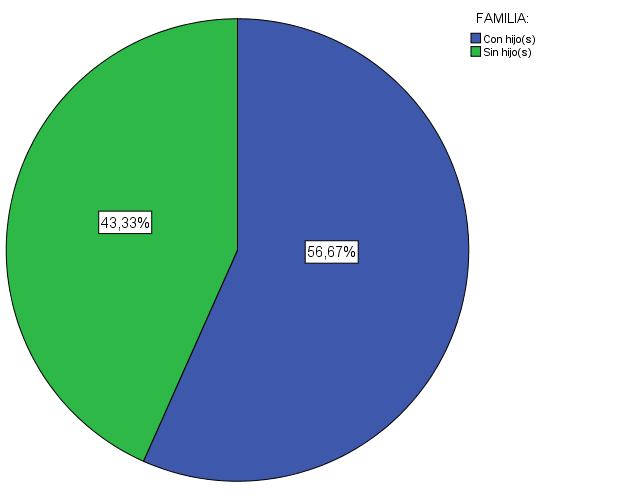 FAMILIA:
Con hijo(s)
Sin hijo(s)
43,33%
56,67%